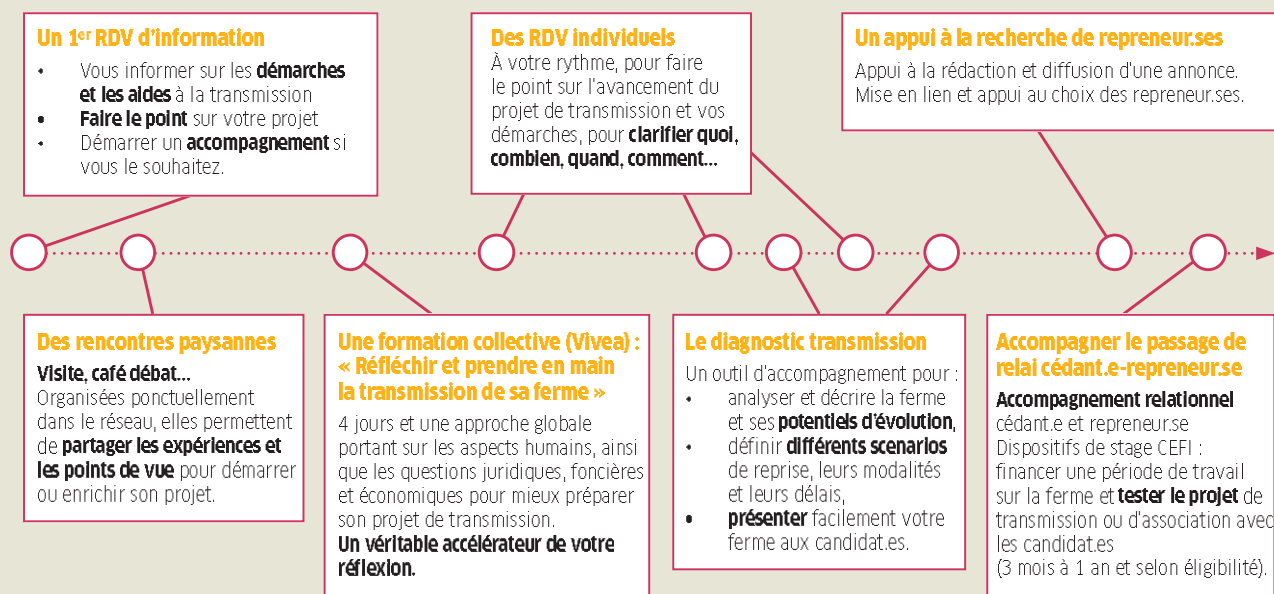 Un 1er RDV d'information
• Vous informer sur les démarches
et les aides à la transmission
• Faire le point sur votre projet
• Démarrer un accompagnement si
vous le souhaitez.
Des RDV individuels
À votre rythme, pour faire
le point sur l'avancement du
projet de transmission et vos
démarches, pour clarifier quoi,
combien, quand, comment...
Un appui à la recherche de repreneur.ses
Appui à la rédaction et diffusion d'une annonce.
Mise en lien et appui au choix des repreneur.ses.
Des rencontres paysannes
Visite, café débat...
Organisées ponctuellement
dans le réseau, elles permettent
de partager les expériences et
les points de vue pour démarrer
ou enrichir son projet.
Une formation collective (Vivea) :
« Réfléchir et prendre en main
la transmission de sa ferme »
4 jours et une approche globale
portant sur les aspects humains, ainsi
que les questions juridiques, foncières
et économiques pour mieux préparer
son projet de transmission.
Un véritable accélérateur de votre
réflexion.
Le diagnostic transmission
Un outil d'accompagnement pour :
• analyser et décrire la ferme
et ses potentiels d'évolution,
• définir différents scenarios
de reprise, leurs modalités
et leurs délais,
• présenter facilement votre
ferme aux candidat.es.
Accompagner le passage de
relai cédant.e-repreneur.se
Accompagnement relationnel
cédant.e et repreneur.se
Dispositifs de stage CEFI :
financer une période de travail
sur la ferme et tester le projet de
transmission ou d'association avec
les candidat.es
(3 mois à 1 an et selon éligibilité).